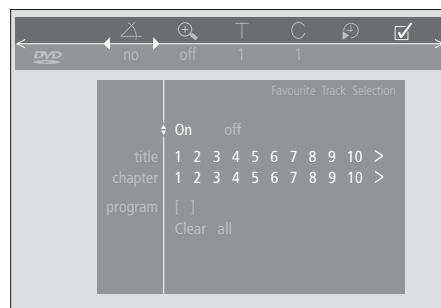 T C
DVD no off 1 1
Favourite Track Selection
On off
title 1 2 3 4 5 6 7 8 9 10 >
chapter 1 2 3 4 5 6 7 8 9 10 >
program [ ]
Clear all